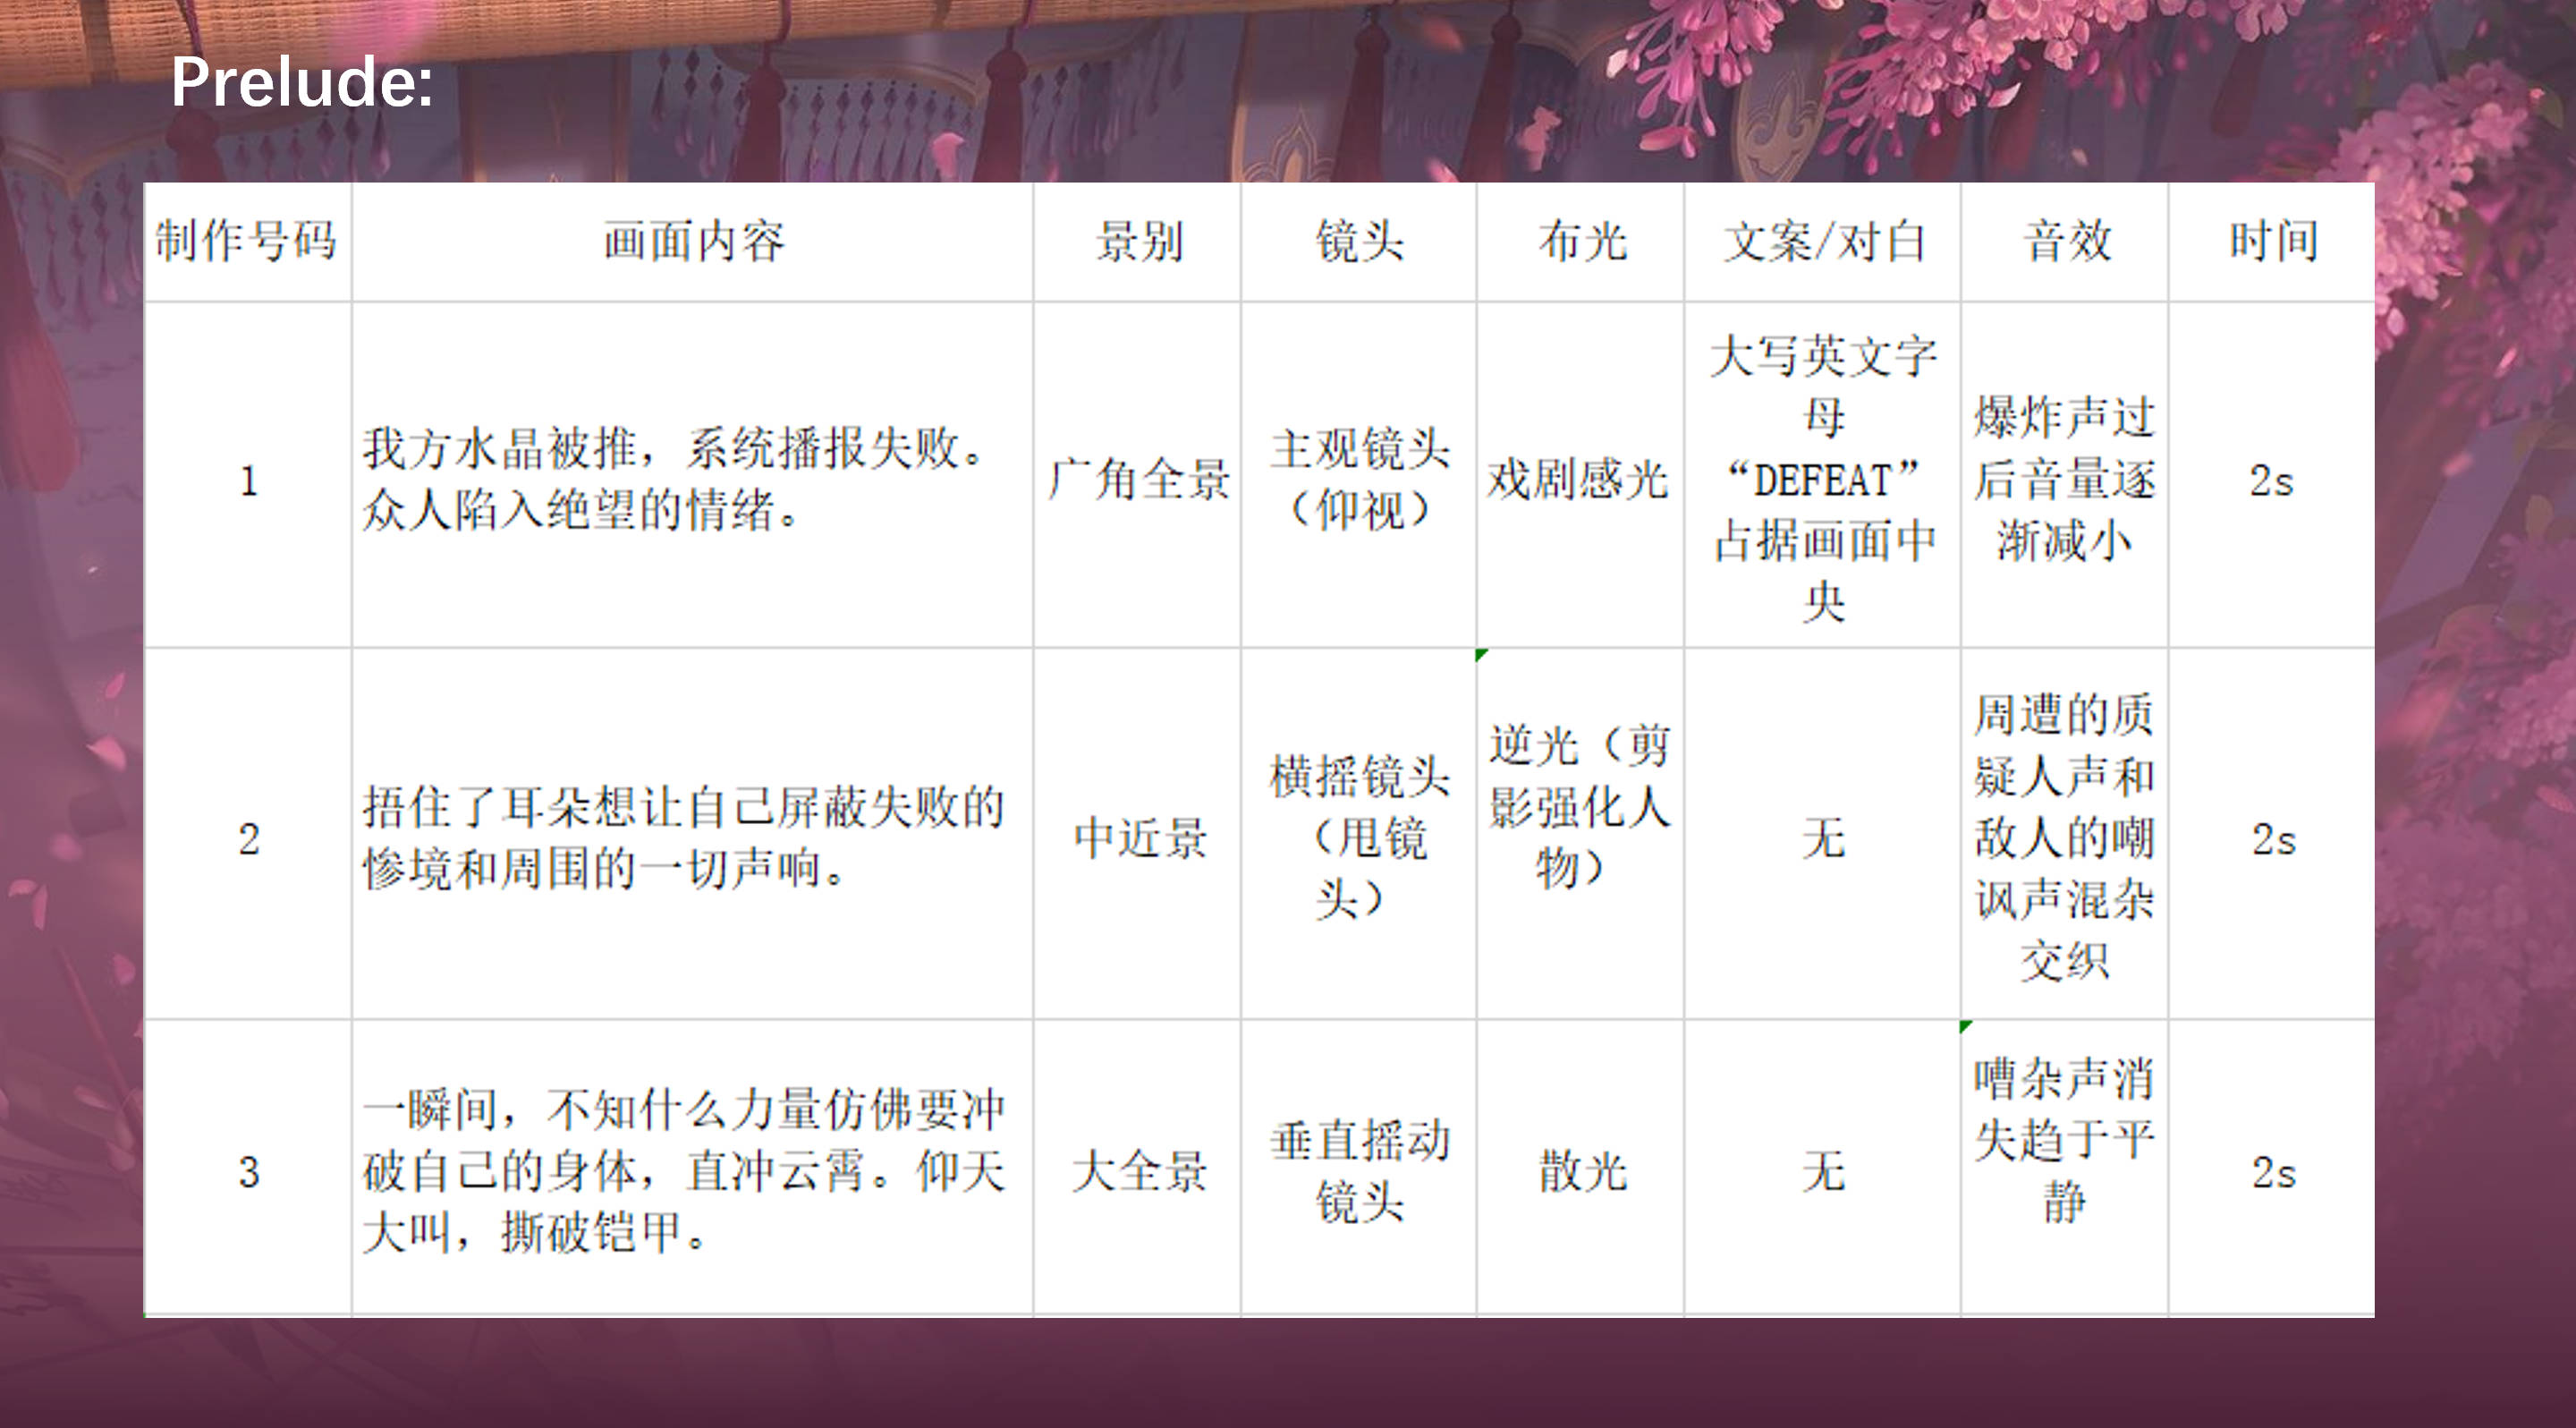 Prelude:
制作号码 画面内容 景别 镜头 布光 文案/对白 音效 时间
1
我方水晶被推，系统播报失败。
众人陷入绝望的情绪。
广角全景
主观镜头
（仰视）
戏剧感光
大写英文字
母
“DEFEAT”
占据画面中
央
爆炸声过
后音量逐
渐减小
2s
2
捂住了耳朵想让自己屏蔽失败的
惨境和周围的一切声响。
中近景
横摇镜头
（甩镜
头）
逆光（剪
影强化人
物）
无
周遭的质
疑人声和
敌人的嘲
讽声混杂
交织
2s
3
一瞬间，不知什么力量仿佛要冲
破自己的身体，直冲云霄。仰天
大叫，撕破铠甲。
大全景
垂直摇动
镜头
散光
无
嘈杂声消
失趋于平
静
2s